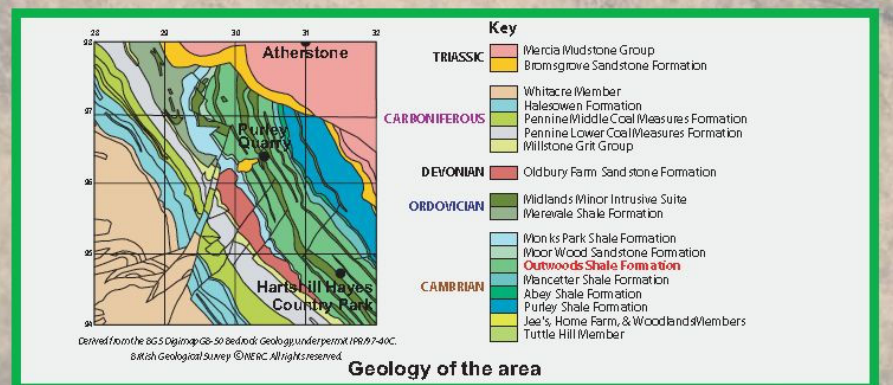 28 29 30 31 32
98
97
96
95
94
Atherstone
Purley
Quarry
Hartshill Hayes
Country Park
Derived from the BGS Digimap GB-50 Bedrock Geology, under permit IPR/97-40C.
British Geological Survey ©NERC. All rights reserved.
Key
TRIASSIC
Mercia Mudstone Group
Bromsgrove Sandstone Formation
CARBONIFEROUS
Whitacre Member
Halesowen Formation
Pennine Middle Coal Measures Formation
Pennine Lower Coal Measures Formation
Millstone Grit Group
DEVONIAN
Oldbury Farm Sandstone Formation
ORDOVICIAN
Midlands Minor Intrusive Suite
Merevale Shale Formation
CAMBRIAN
Monks Park Shale Formation
Moor Wood Sandstone Formation
Outwoods Shale Formation
Mancetter Shale Formation
Abey Shale Formation
Purley Shale Formation
Jee's, Home Farm, & Woodlands Members
Tuttle Hill Member
Geology of the area